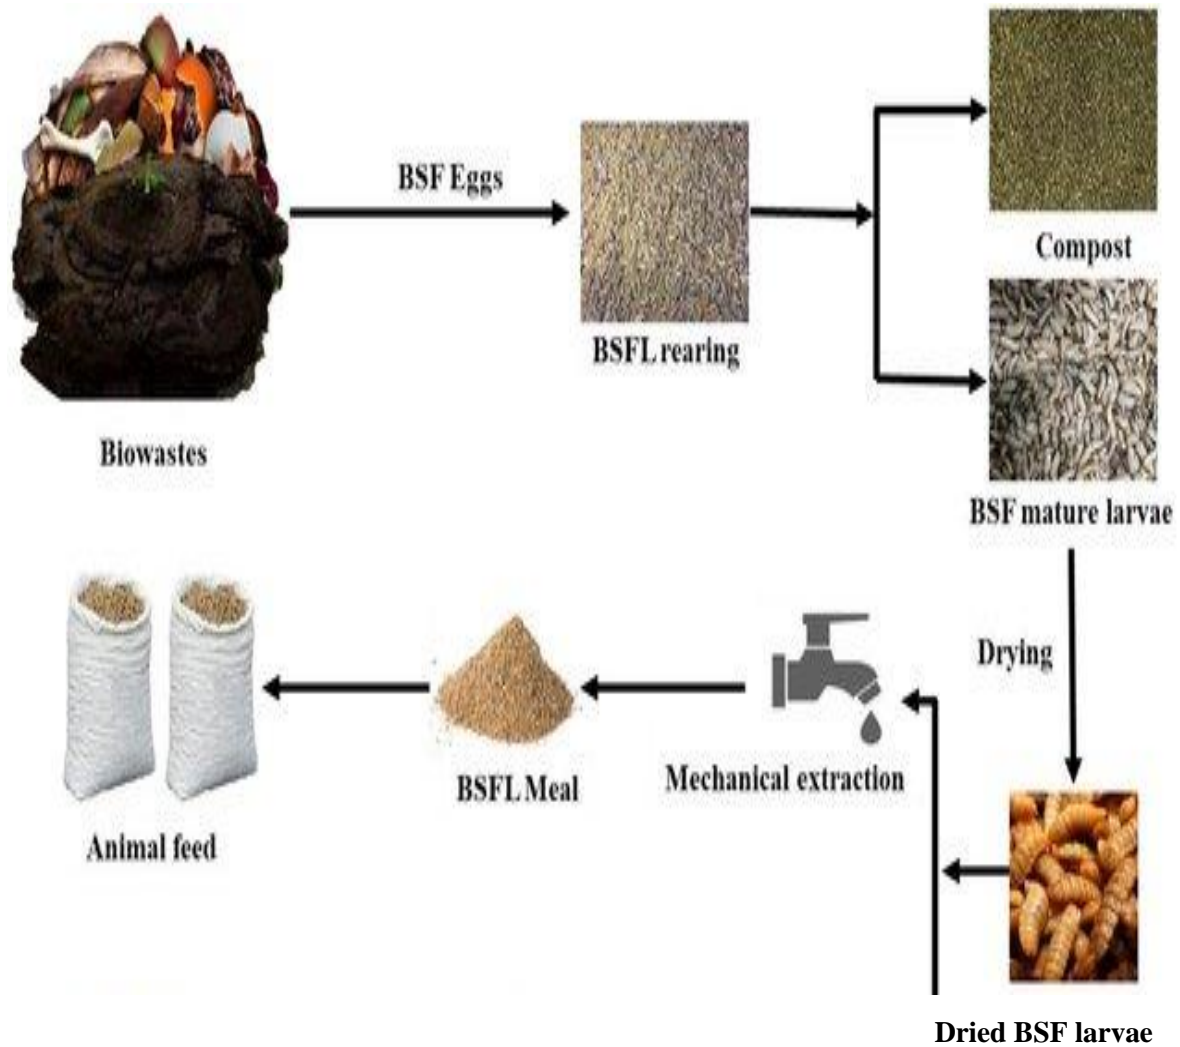 BSF Eggs
BSFL rearing
Compost
Biowastes
BSF mature larvae
Drying
Mechanical extraction
BSFL Meal
Animal feed
Dried BSF larvae